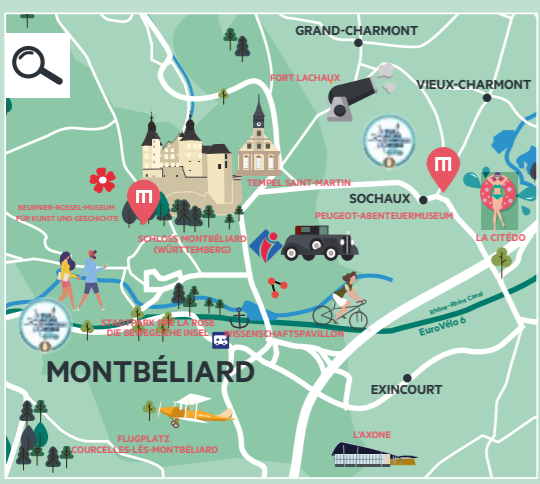 GRAND-CHARMONT
FORT LACHAUX
VIEUX-CHARMONT
m
TEMPEL SAINT-MARTIN
SOCHAUX
BEURNIER-ROSSEL-MUSEUM
FÜR KUNST UND GESCHICHTE
m
PEUGEOT-ABENTEUERMUSEUM
SCHLOSS MONTBÉLIARD
(WÜRTTEMBERG)
LA CITÉDO
Rhône-Rhine Canal
EuroVélo 6
STADTPARK PRÉ LA ROSE
DIE BEWEGLICHE INSEL
WISSENSCHAFTSPAVILLON
MONTBÉLIARD
EXINCOURT
FLUGPLATZ
COURCELLES-LÈS-MONTBÉLIARD
L'AXONE